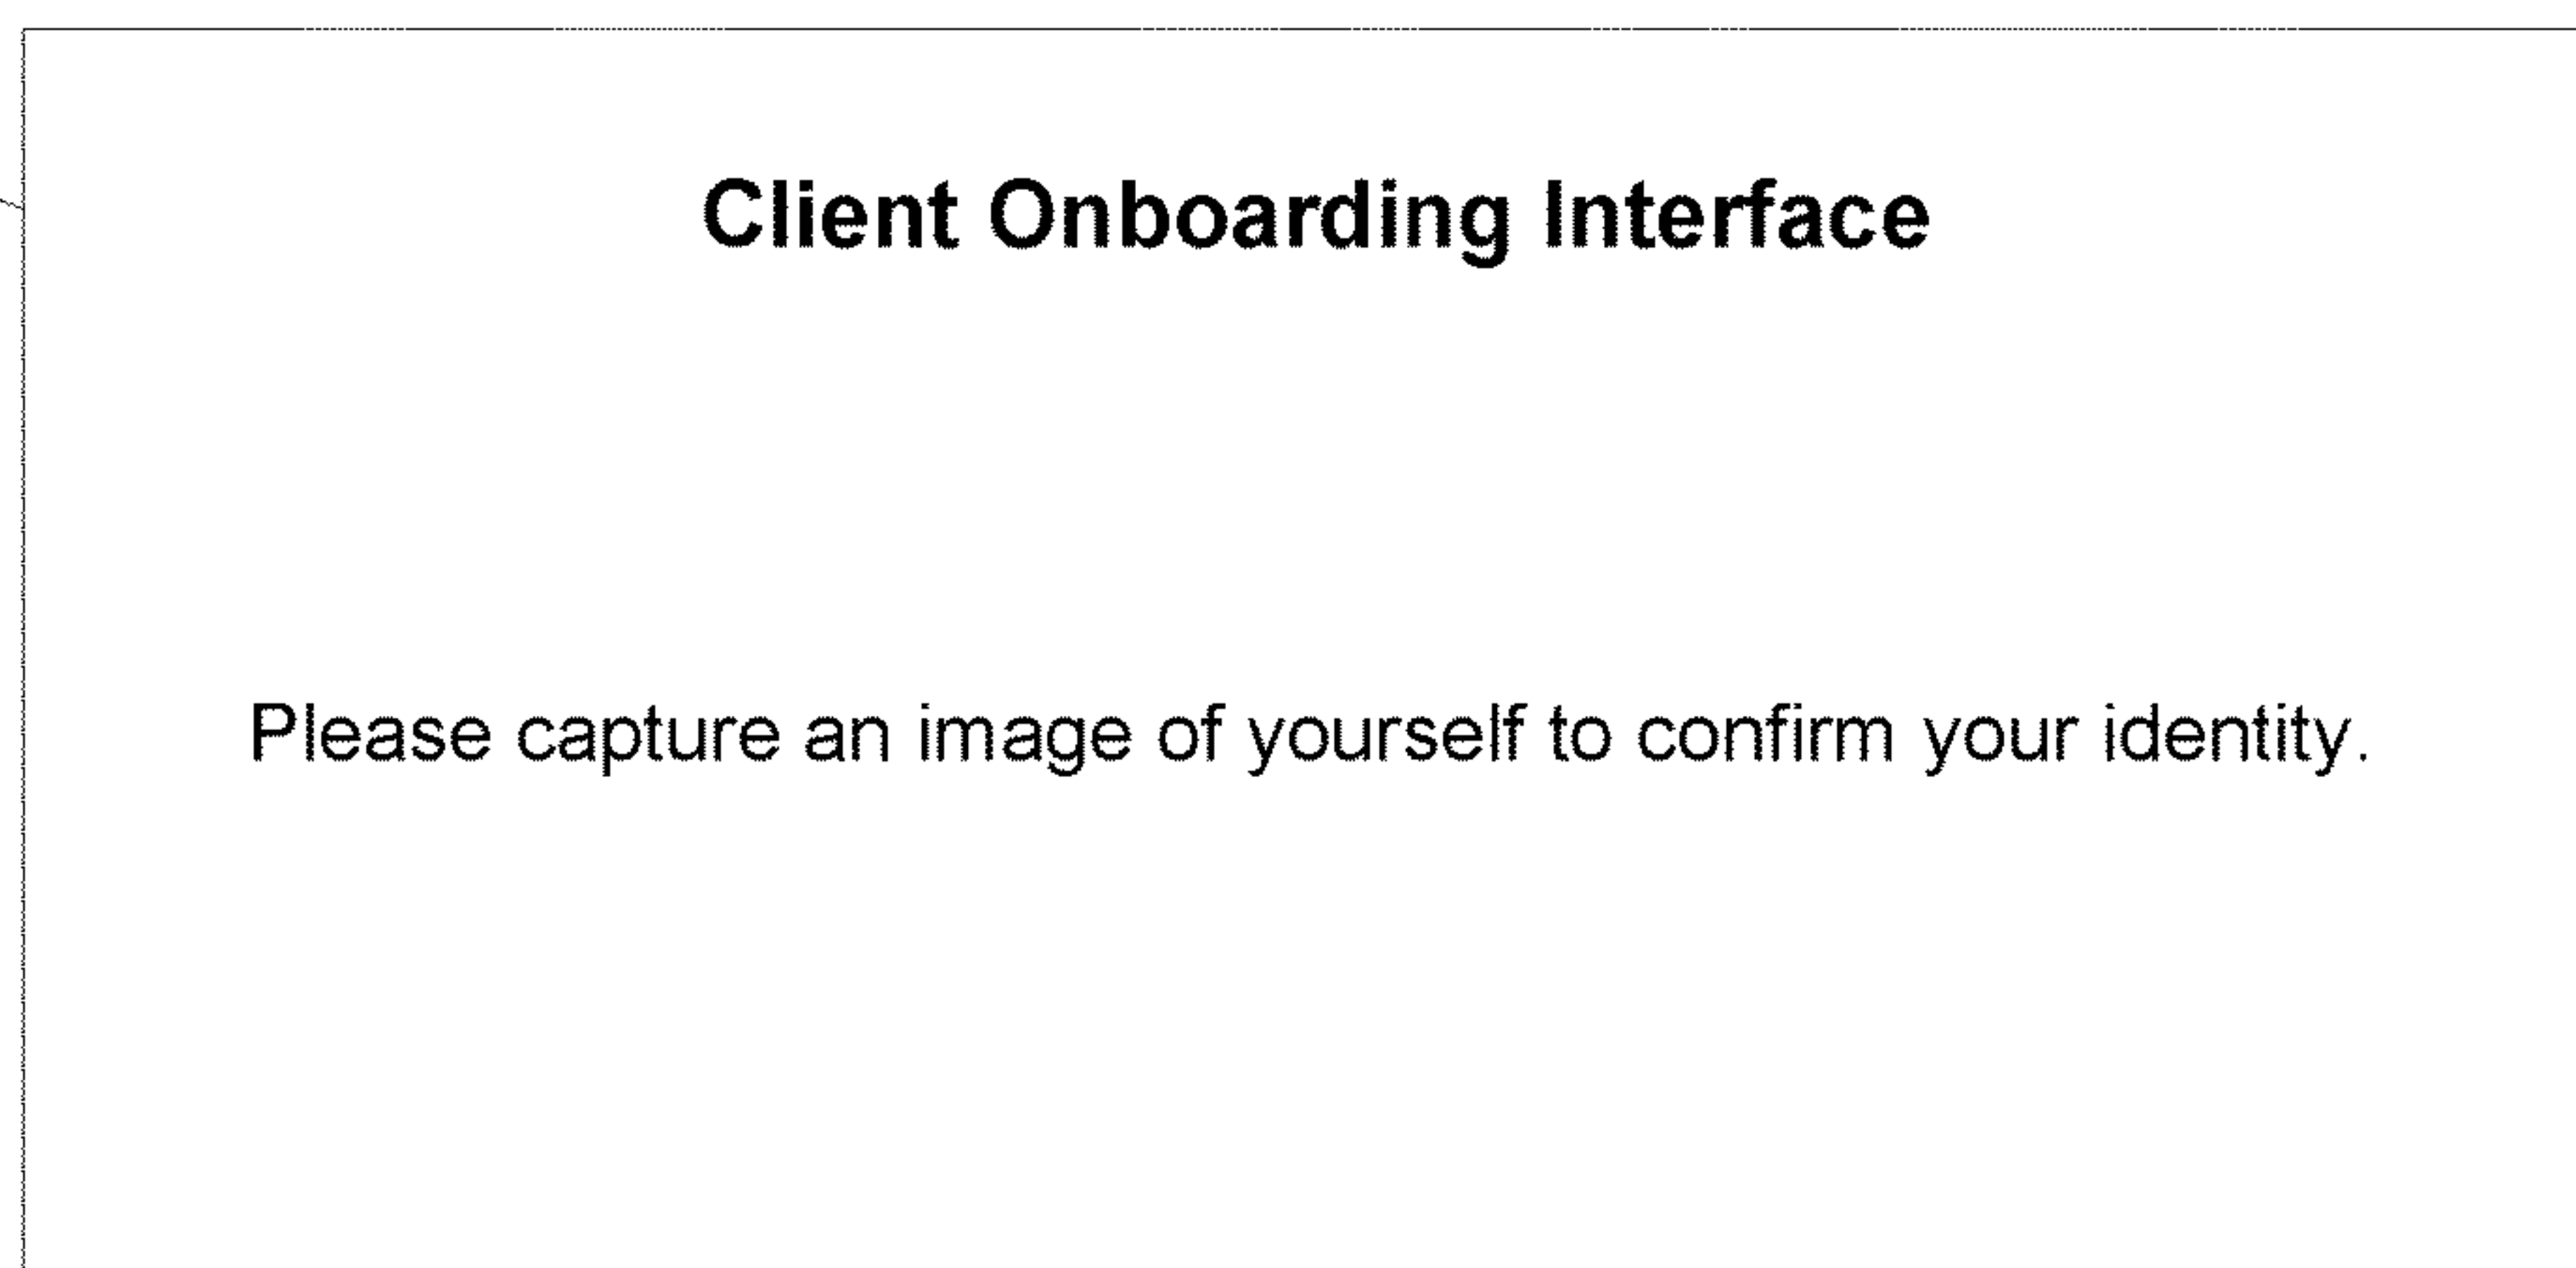 Client Onboarding Interface
Please capture an image of yourself to confirm your identity.